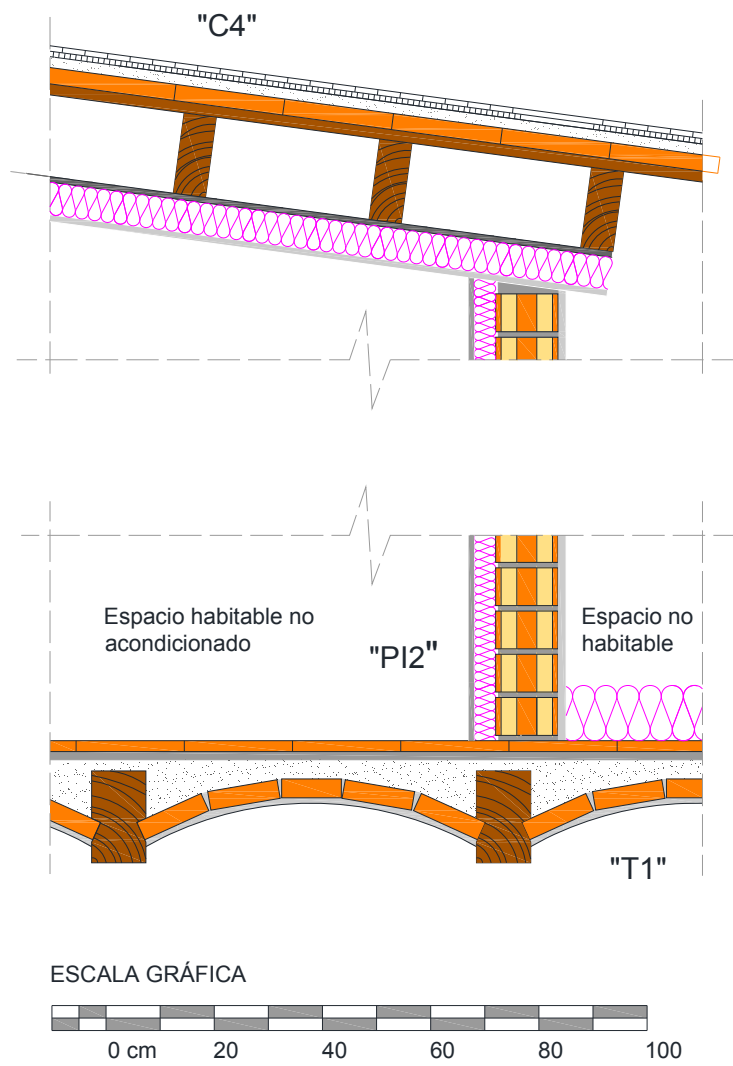 "C4"
Espacio habitable no
acondicionado
"PI2"
Espacio no
habitable
"T1"
ESCALA GRÁFICA
0 cm 20 40 60 80 100